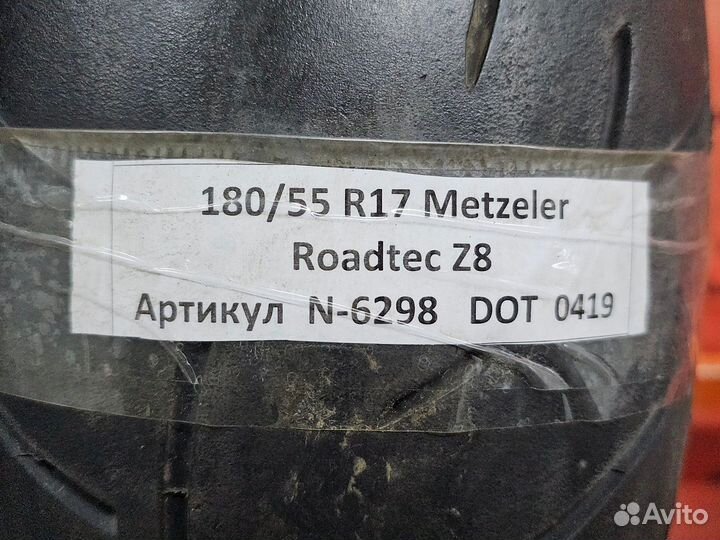 180/55 R17 Metzeler
Roadtec Z8
Артикул N-6298 DOT 0419
Avito